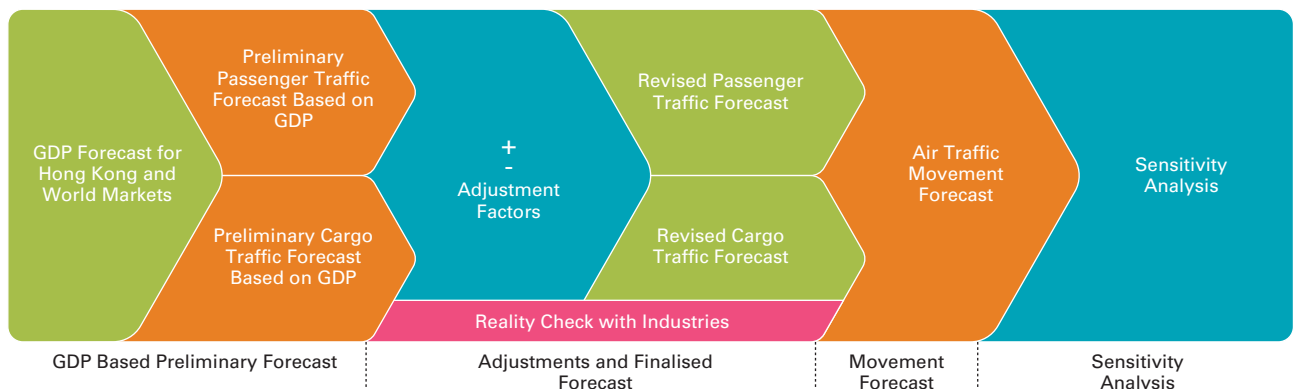 GDP Forecast for
Hong Kong and
World Markets
Preliminary
Passenger Traffic
Forecast Based on
GDP
Preliminary Cargo
Traffic Forecast
Based on GDP
+
-
Adjustment
Factors
Revised Passenger
Traffic Forecast
Revised Cargo
Traffic Forecast
Reality Check with Industries
Air Traffic
Movement
Forecast
Sensitivity
Analysis
GDP Based Preliminary Forecast
Adjustments and Finalised
Forecast
Movement
Forecast
Sensitivity
Analysis